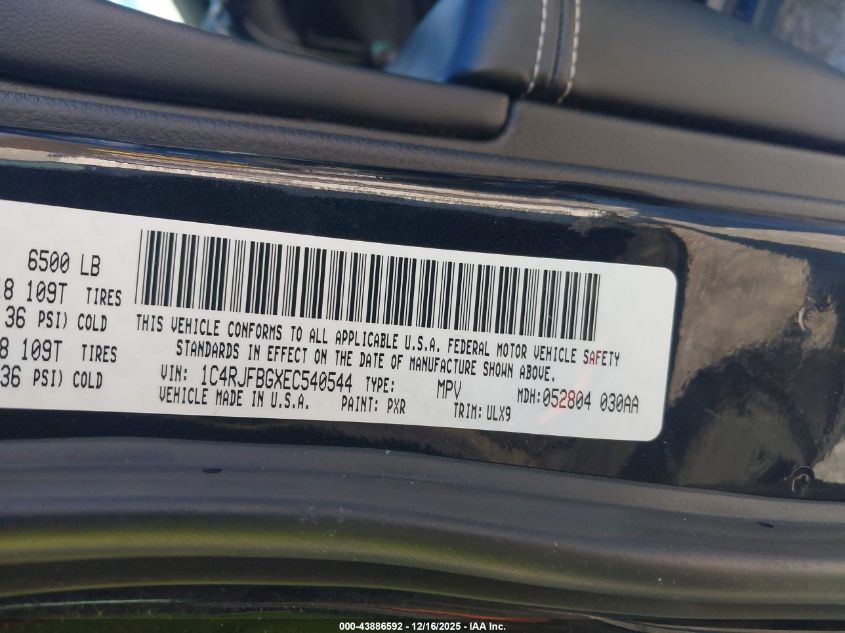 6500 LB
8 109T TIRES
36 PSI) COLD
8 109T TIRES
36 PSI) COLD
THIS VEHICLE CONFORMS TO ALL APPLICABLE U.S.A. FEDERAL MOTOR VEHICLE SAFETY
STANDARDS IN EFFECT ON THE DATE OF MANUFACTURE SHOWN ABOVE.
VIN: 1C4RJFBGXEC540544 TYPE: MPV MDH: 052804 030AA
VEHICLE MADE IN U.S.A. PAINT: PXR TRIM: ULX9
000-43886592 - 12/16/2025 - IAA Inc.